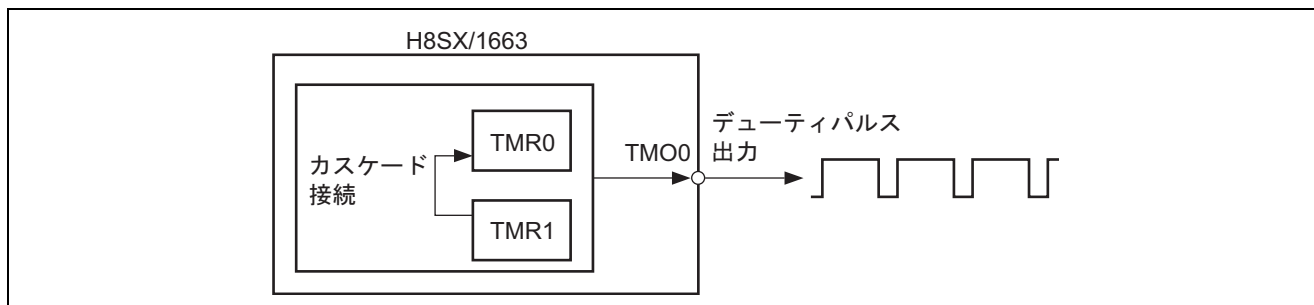 H8SX/1663
TMR0
カスケード
接続
TMR1
TMO0
デューティパルス
出力